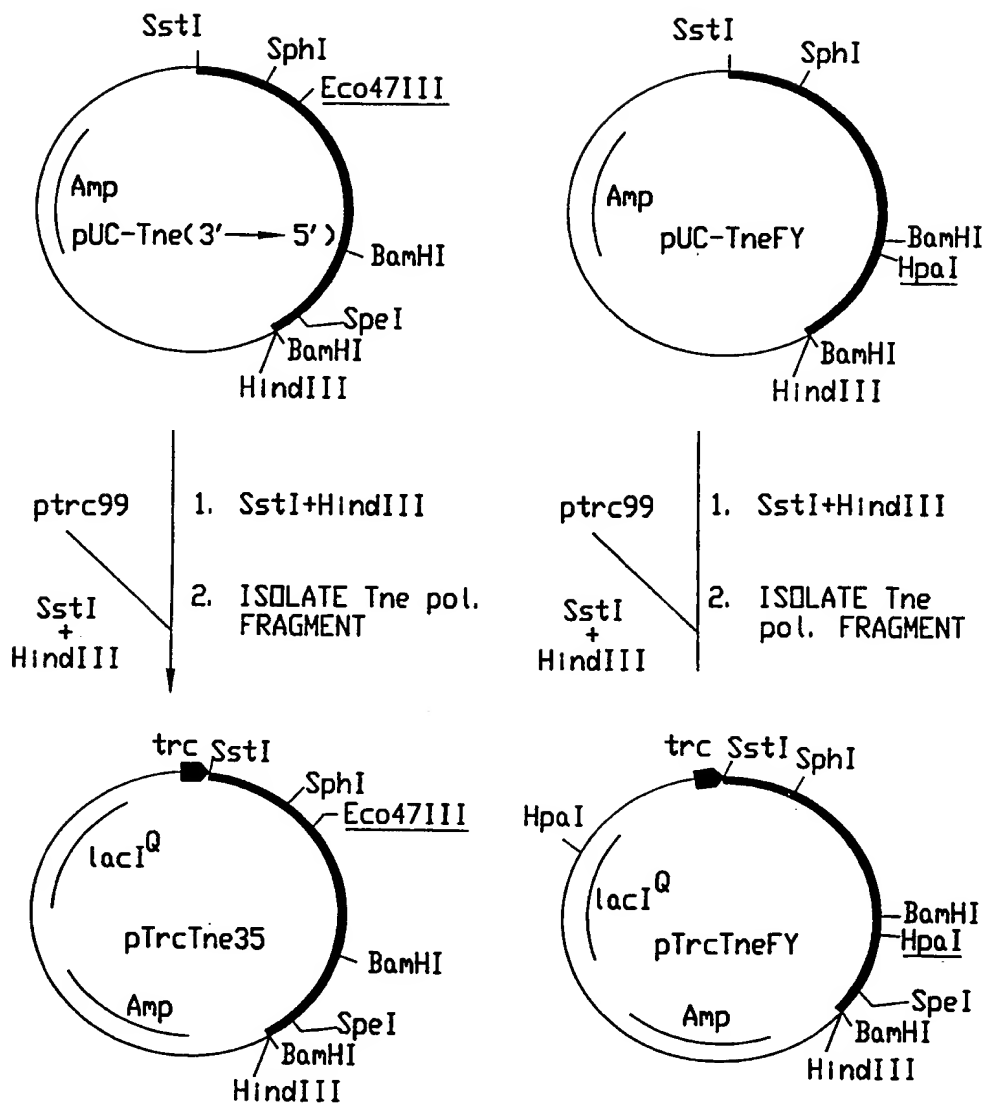 SstI
SphI
Eco47III
Amp
pUC-Tne(3' → 5')
BamHI
SpeI
BamHI
HindIII
SstI
SphI
Amp
pUC-TneFY
BamHI
HpaI
BamHI
HindIII
ptrc99
SstI
+
HindIII
1. SstI+HindIII
2. ISOLATE Tne pol.
FRAGMENT
ptrc99
SstI
+
HindIII
1. SstI+HindIII
2. ISOLATE Tne
pol. FRAGMENT
trc
SstI
SphI
Eco47III
lacI^Q
pTrcTne35
BamHI
Amp
SpeI
BamHI
HindIII
trc
SstI
SphI
HpaI
lacI^Q
pTrcTneFY
BamHI
HpaI
SpeI
Amp
BamHI
HindIII